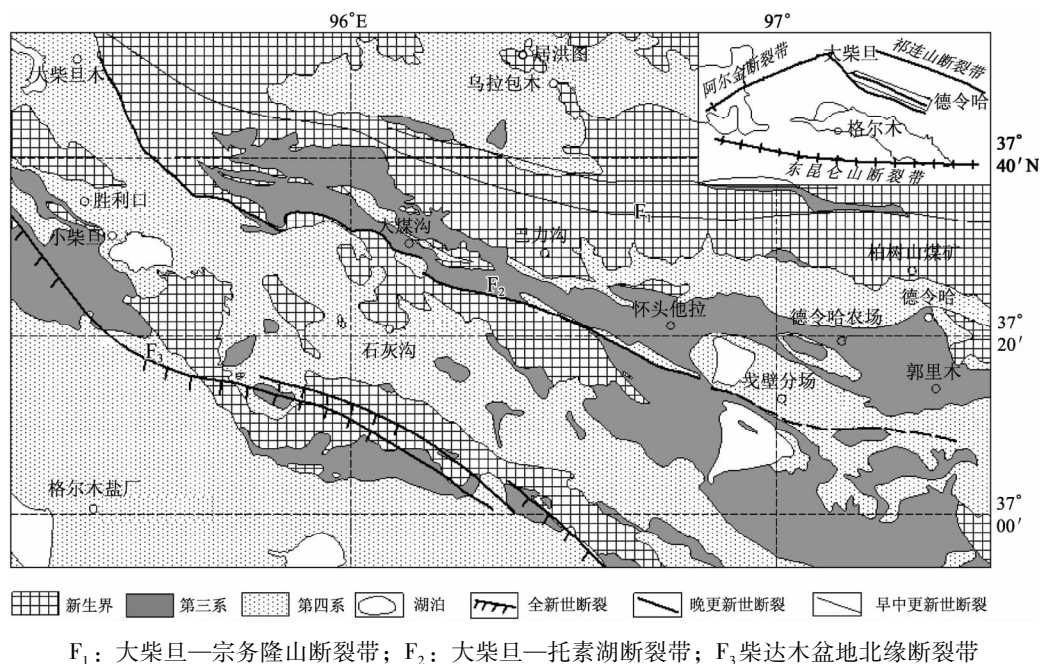 96°E
97°
大柴旦木
居洪图
乌拉包木
阿尔金断裂带
大柴旦
祁连山断裂带
德令哈
格尔木
东昆仑山断裂带
37°
40′N
胜利口
小柴旦
F₁
大煤沟
巴力沟
柏树山煤矿
F₂
怀头他拉
德令哈
德令哈农场
37°
20′
F₃
石灰沟
戈壁分场
郭里木
格尔木盐厂
37°
00′
新生界 第三系 第四系 湖泊 全新世断裂 晚更新世断裂 早中更新世断裂
F₁：大柴旦—宗务隆山断裂带；F₂：大柴旦—托素湖断裂带；F₃柴达木盆地北缘断裂带